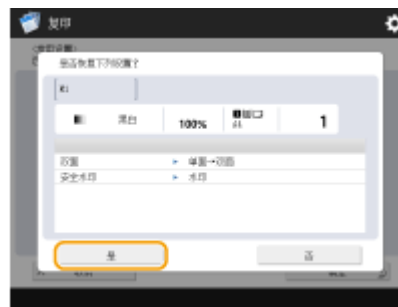 复印
是否恢复下列设置?
黑白
100%
1
双面 ► 单面→双面
安全水印 ► 水印
是
否